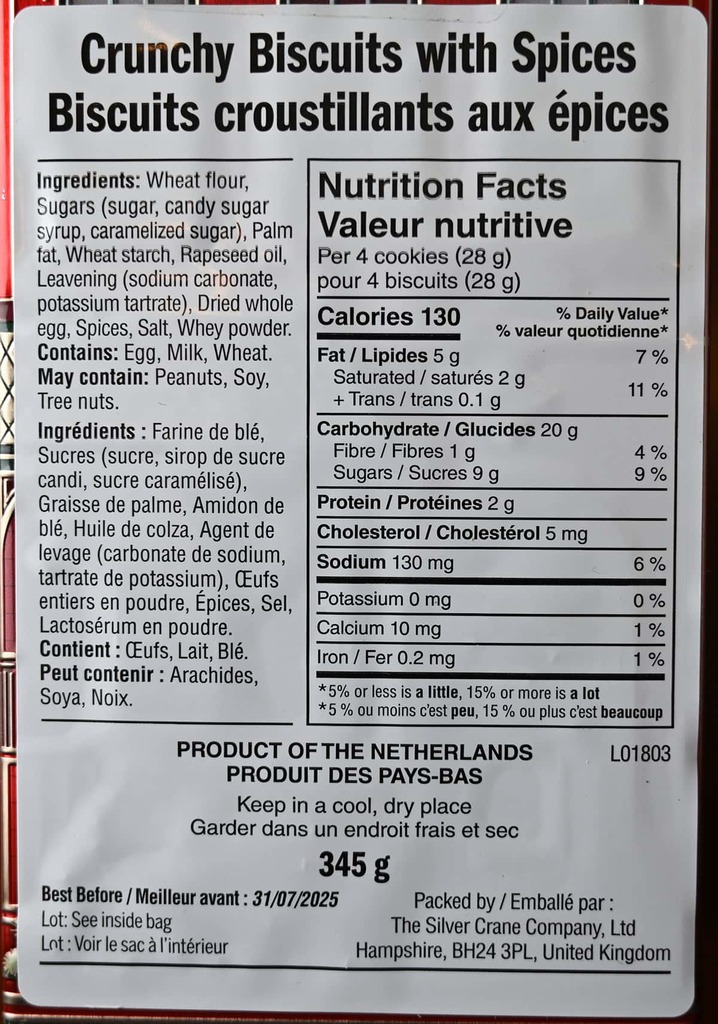 Crunchy Biscuits with Spices
Biscuits croustillants aux épices
Ingredients: Wheat flour,
Sugars (sugar, candy sugar
syrup, caramelized sugar), Palm
fat, Wheat starch, Rapeseed oil,
Leavening (sodium carbonate,
potassium tartrate), Dried whole
egg, Spices, Salt, Whey powder.
Contains: Egg, Milk, Wheat.
May contain: Peanuts, Soy,
Tree nuts.
Ingrédients : Farine de blé,
Sucres (sucre, sirop de sucre
candi, sucre caramélisé),
Graisse de palme, Amidon de
blé, Huile de colza, Agent de
levage (carbonate de sodium,
tartrate de potassium), Œufs
entiers en poudre, Épices, Sel,
Lactosérum en poudre.
Contient : Œufs, Lait, Blé.
Peut contenir : Arachides,
Soya, Noix.
Nutrition Facts
Valeur nutritive
Per 4 cookies (28 g)
pour 4 biscuits (28 g)
Calories 130
% Daily Value*
% valeur quotidienne*
Fat / Lipides 5 g 7 %
Saturated / saturés 2 g
+ Trans / trans 0.1 g 11 %
Carbohydrate / Glucides 20 g
Fibre / Fibres 1 g 4 %
Sugars / Sucres 9 g 9 %
Protein / Protéines 2 g
Cholesterol / Cholestérol 5 mg
Sodium 130 mg 6 %
Potassium 0 mg 0 %
Calcium 10 mg 1 %
Iron / Fer 0.2 mg 1 %
*5% or less is a little, 15% or more is a lot
*5 % ou moins c'est peu, 15 % ou plus c'est beaucoup
PRODUCT OF THE NETHERLANDS L01803
PRODUIT DES PAYS-BAS
Keep in a cool, dry place
Garder dans un endroit frais et sec
345 g
Best Before / Meilleur avant : 31/07/2025
Lot: See inside bag
Lot : Voir le sac à l'intérieur
Packed by / Emballé par :
The Silver Crane Company, Ltd
Hampshire, BH24 3PL, United Kingdom